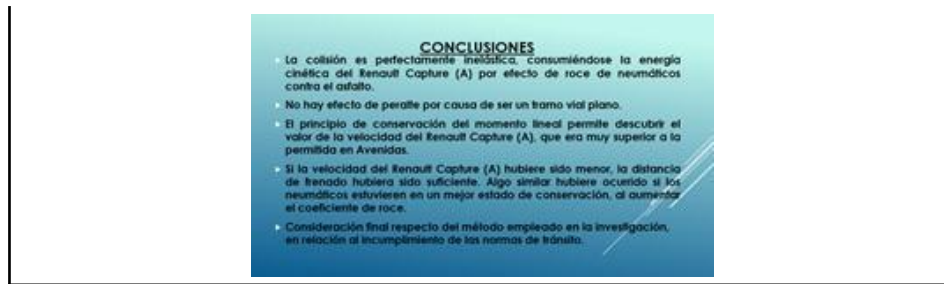 CONCLUSIONES
La colisión es perfectamente inelástica, consumiéndose la energía
cinética del Renault Capture (A) por efecto de roce de neumáticos
contra el asfalto.
No hay efecto de peralte por causa de ser un tramo vial plano.
El principio de conservación del momento lineal permite descubrir el
valor de la velocidad del Renault Capture (A), que era muy superior a la
permitida en Avenidas.
Si la velocidad del Renault Capture (A) hubiere sido menor, la distancia
de frenado hubiera sido suficiente. Algo similar hubiere ocurrido si los
neumáticos estuvieren en un mejor estado de conservación, al aumentar
el coeficiente de roce.
Consideración final respecto del método empleado en la investigación,
en relación al incumplimiento de las normas de tránsito.